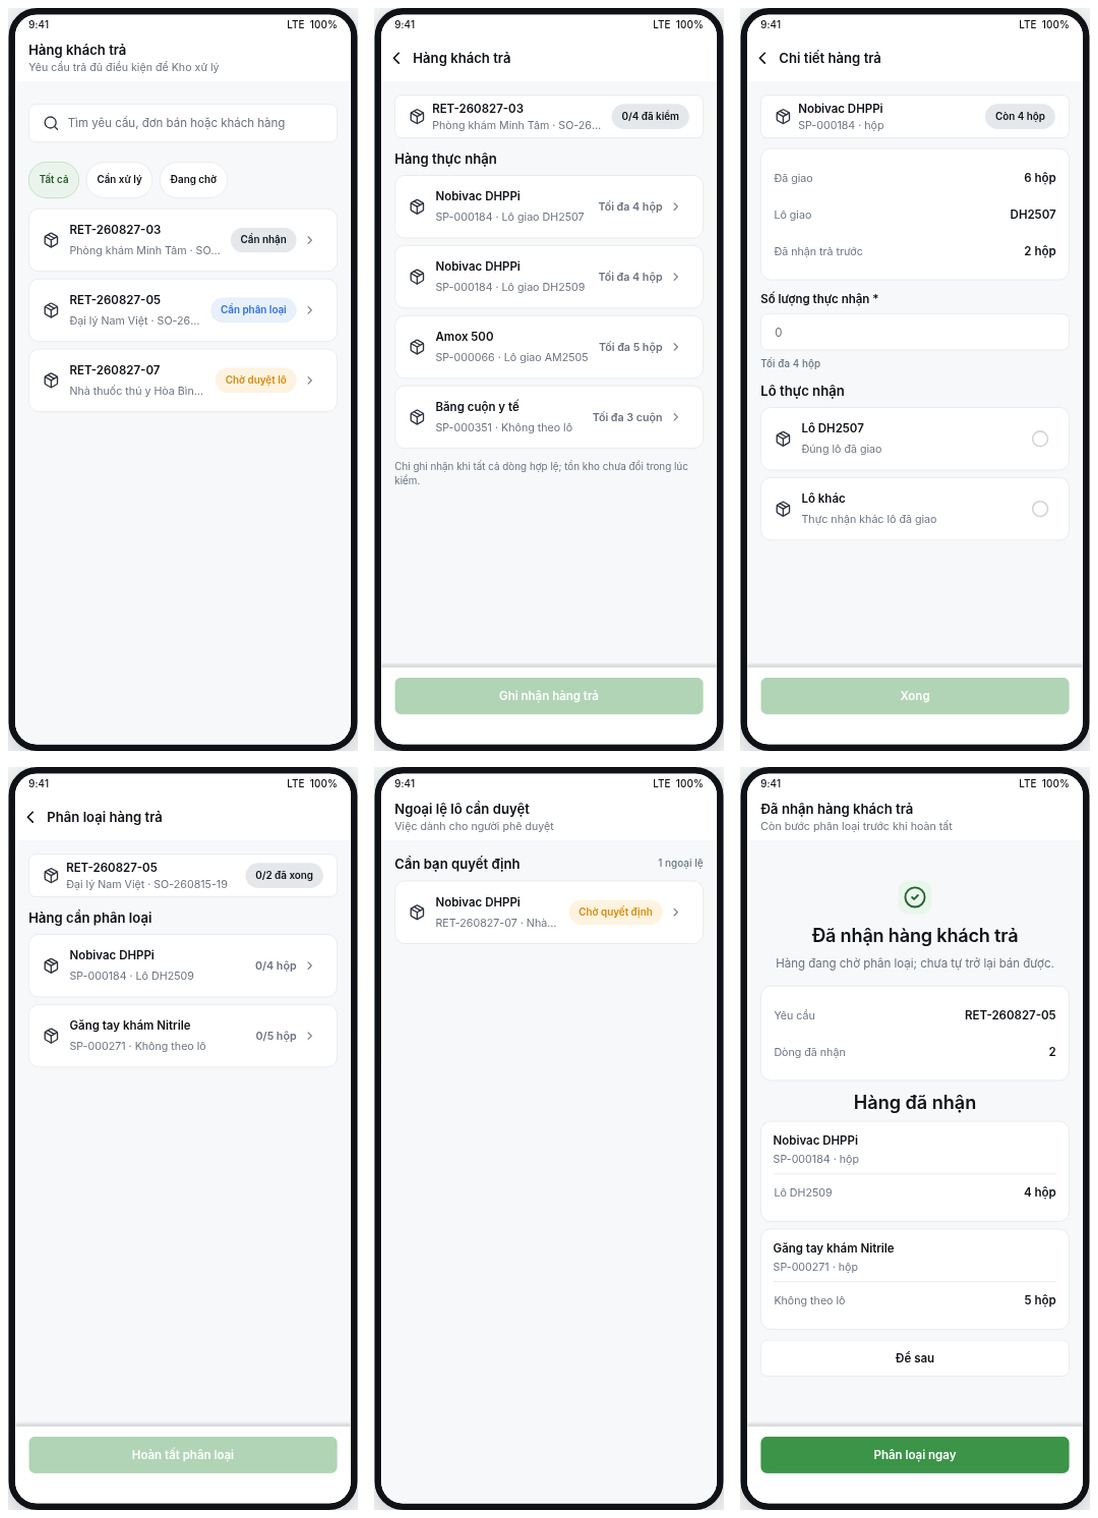 9:41
LTE 100%
Hàng khách trả
Yêu cầu trả đủ điều kiện để Kho xử lý
Tìm yêu cầu, đơn bán hoặc khách hàng
Tất cả
Cần xử lý
Đang chờ
RET-260827-03
Phòng khám Minh Tâm · SO...
Cần nhận
RET-260827-05
Đại lý Nam Việt · SO-26...
Cần phân loại
RET-260827-07
Nhà thuốc thú y Hòa Bìn...
Chờ duyệt lô
9:41
LTE 100%
Hàng khách trả
RET-260827-03
Phòng khám Minh Tâm · SO-26...
0/4 đã kiểm
Hàng thực nhận
Nobivac DHPPi
SP-000184 · Lô giao DH2507
Tối đa 4 hộp
Nobivac DHPPi
SP-000184 · Lô giao DH2509
Tối đa 4 hộp
Amox 500
SP-000066 · Lô giao AM2505
Tối đa 5 hộp
Băng cuộn y tế
SP-000351 · Không theo lô
Tối đa 3 cuộn
Chỉ ghi nhận khi tất cả dòng hợp lệ; tồn kho chưa đổi trong lúc
kiểm.
Ghi nhận hàng trả
9:41
LTE 100%
Chi tiết hàng trả
Nobivac DHPPi
SP-000184 · hộp
Còn 4 hộp
Đã giao
6 hộp
Lô giao
DH2507
Đã nhận trả trước
2 hộp
Số lượng thực nhận *
0
Tối đa 4 hộp
Lô thực nhận
Lô DH2507
Đúng lô đã giao
Lô khác
Thực nhận khác lô đã giao
Xong
9:41
LTE 100%
Phân loại hàng trả
RET-260827-05
Đại lý Nam Việt · SO-260815-19
0/2 đã xong
Hàng cần phân loại
Nobivac DHPPi
SP-000184 · Lô DH2509
0/4 hộp
Găng tay khám Nitrile
SP-000271 · Không theo lô
0/5 hộp
Hoàn tất phân loại
9:41
LTE 100%
Ngoại lệ lô cần duyệt
Việc dành cho người phê duyệt
Cần bạn quyết định
1 ngoại lệ
Nobivac DHPPi
RET-260827-07 · Nhà...
Chờ quyết định
9:41
LTE 100%
Đã nhận hàng khách trả
Còn bước phân loại trước khi hoàn tất
Đã nhận hàng khách trả
Hàng đang chờ phân loại; chưa tự trở lại bán được.
Yêu cầu
RET-260827-05
Dòng đã nhận
2
Hàng đã nhận
Nobivac DHPPi
SP-000184 · hộp
Lô DH2509
4 hộp
Găng tay khám Nitrile
SP-000271 · hộp
Không theo lô
5 hộp
Để sau
Phân loại ngay